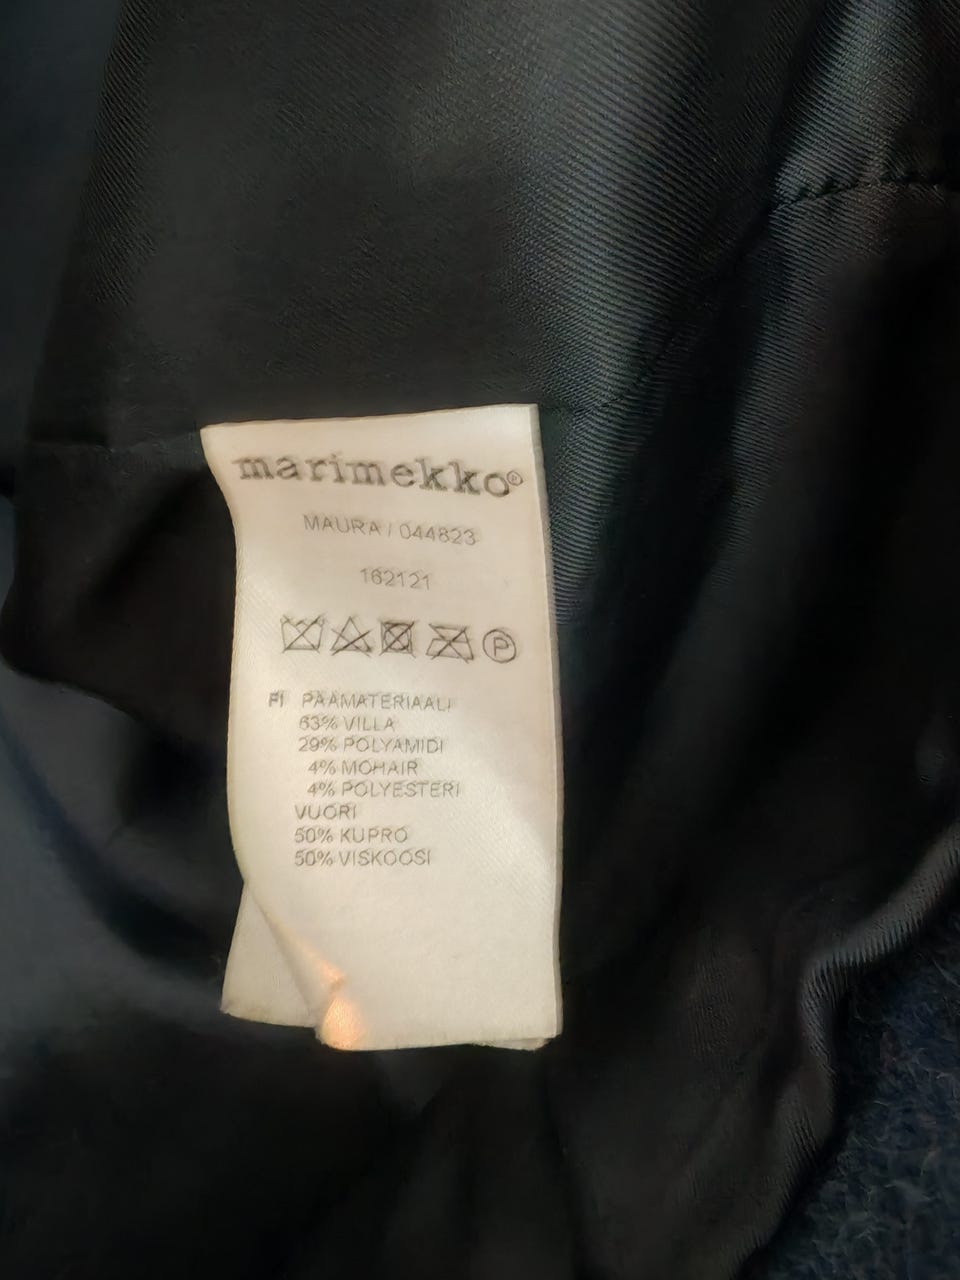 marimekko®
MAURA / 044823
162121
P
FI PÄÄMATERIAALI
63% VILLA
29% POLYAMIDI
4% MOHAIR
4% POLYESTERI
VUORI
50% KUPRO
50% VISKOOSI